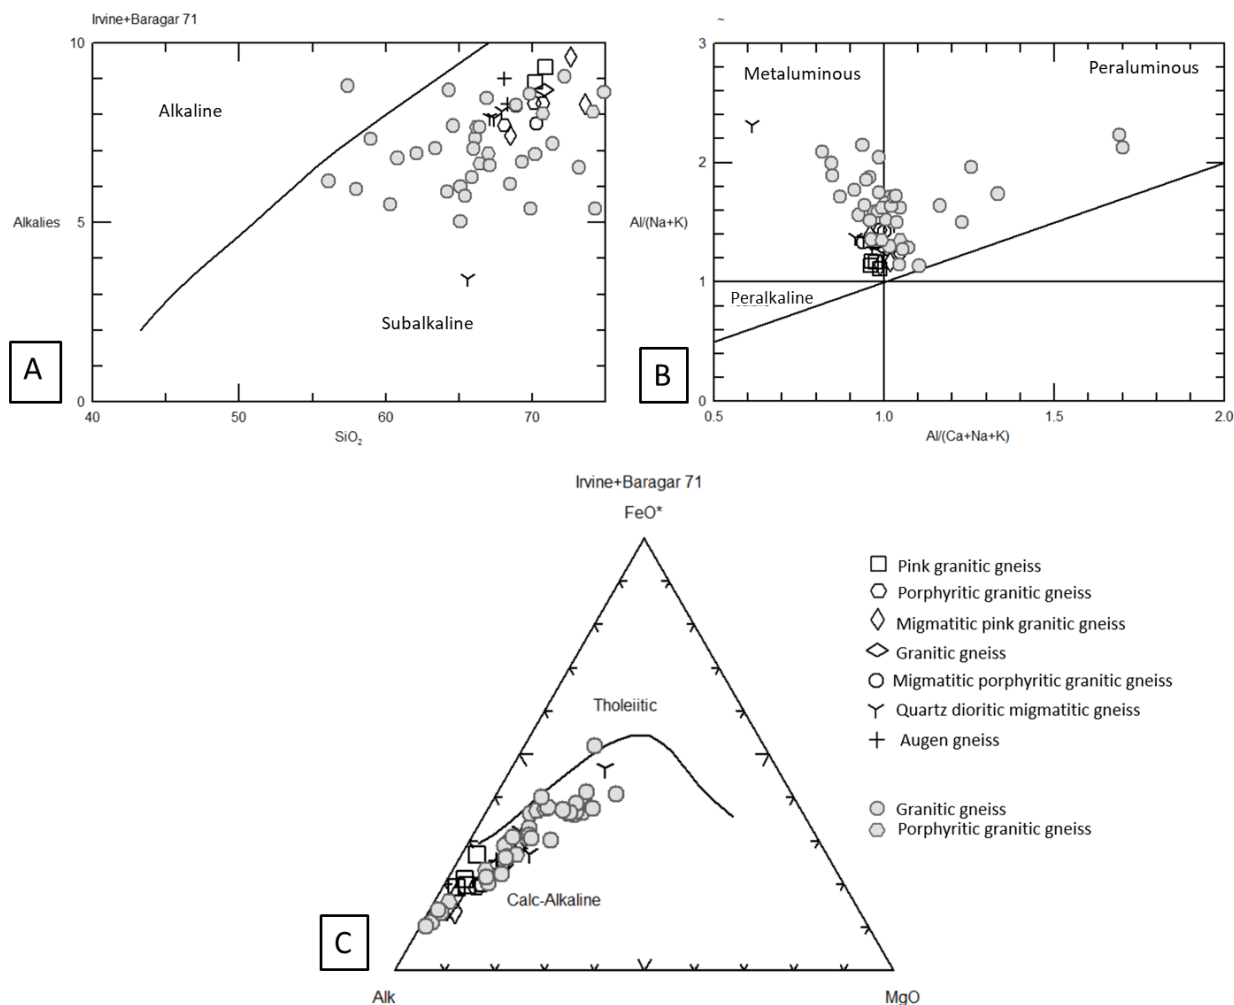 Irvine+Baragar 71
10
Alkaline
Alkalies
5
Subalkaline
A
0
40
50
60
70
SiO₂
~
3
Metaluminous
Peraluminous
2
Al/(Na+K)
1
Peralkaline
B
0
0.5
1.0
1.5
2.0
Al/(Ca+Na+K)
Irvine+Baragar 71
FeO*
Tholeiitic
Calc-Alkaline
C
Alk
MgO
Pink granitic gneiss
Porphyritic granitic gneiss
Migmatitic pink granitic gneiss
Granitic gneiss
Migmatitic porphyritic granitic gneiss
Quartz dioritic migmatitic gneiss
Augen gneiss
Granitic gneiss
Porphyritic granitic gneiss